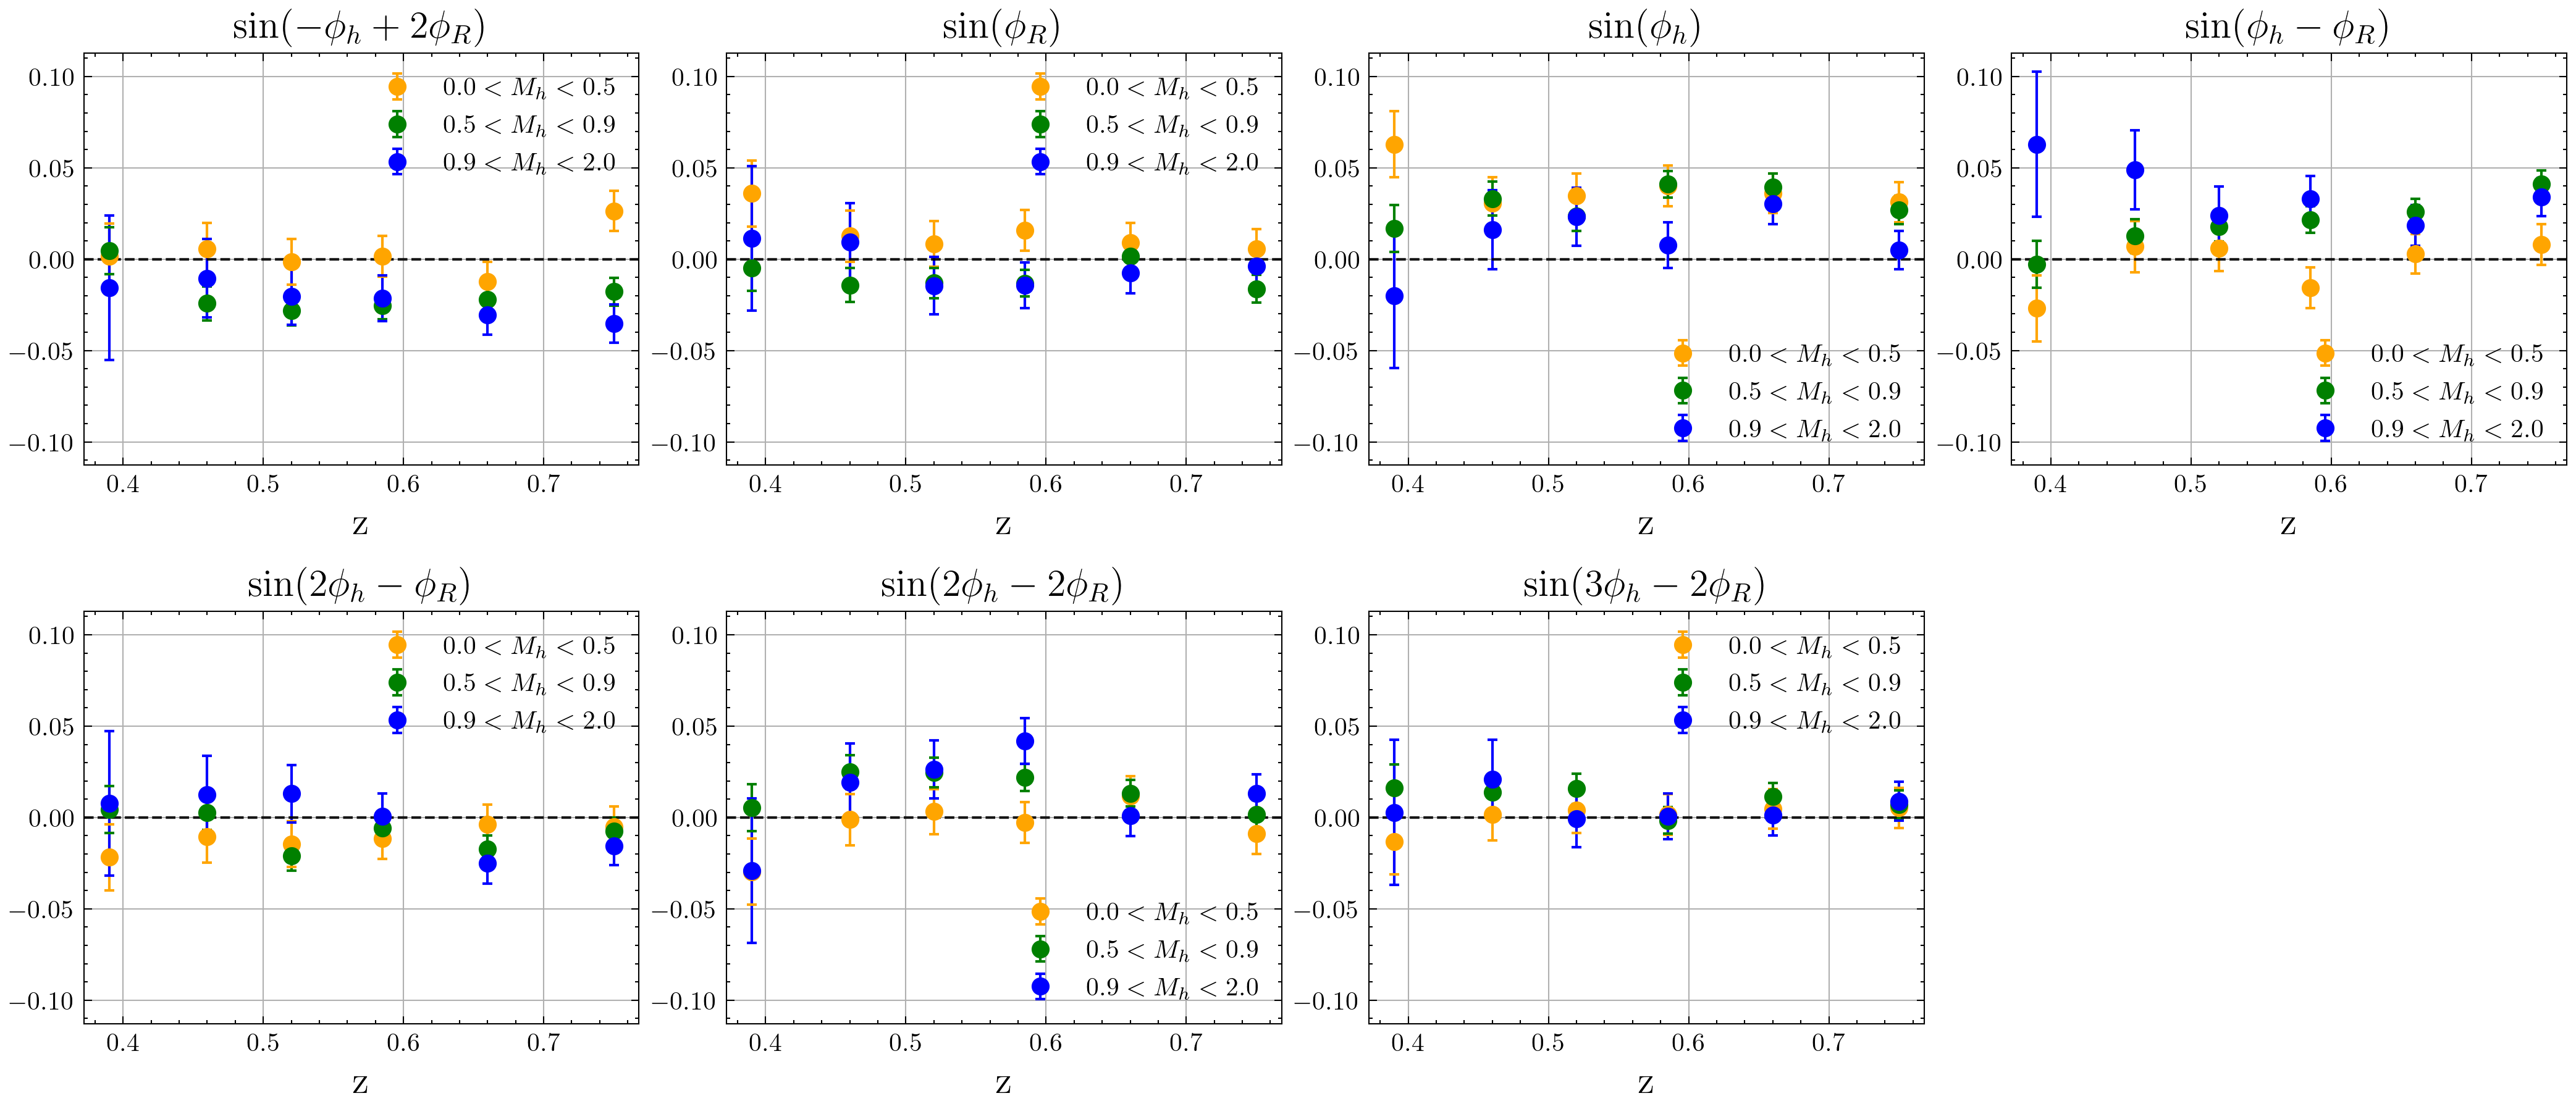 sin(−ϕ_h + 2ϕ_R)
0.10
0.05
0.00
−0.05
−0.10
0.0 < M_h < 0.5
0.5 < M_h < 0.9
0.9 < M_h < 2.0
0.4 0.5 0.6 0.7
z
sin(ϕ_R)
0.10
0.05
0.00
−0.05
−0.10
0.0 < M_h < 0.5
0.5 < M_h < 0.9
0.9 < M_h < 2.0
0.4 0.5 0.6 0.7
z
sin(ϕ_h)
0.10
0.05
0.00
−0.05
−0.10
0.0 < M_h < 0.5
0.5 < M_h < 0.9
0.9 < M_h < 2.0
0.4 0.5 0.6 0.7
z
sin(ϕ_h − ϕ_R)
0.10
0.05
0.00
−0.05
−0.10
0.0 < M_h < 0.5
0.5 < M_h < 0.9
0.9 < M_h < 2.0
0.4 0.5 0.6 0.7
z
sin(2ϕ_h − ϕ_R)
0.10
0.05
0.00
−0.05
−0.10
0.0 < M_h < 0.5
0.5 < M_h < 0.9
0.9 < M_h < 2.0
0.4 0.5 0.6 0.7
z
sin(2ϕ_h − 2ϕ_R)
0.10
0.05
0.00
−0.05
−0.10
0.0 < M_h < 0.5
0.5 < M_h < 0.9
0.9 < M_h < 2.0
0.4 0.5 0.6 0.7
z
sin(3ϕ_h − 2ϕ_R)
0.10
0.05
0.00
−0.05
−0.10
0.0 < M_h < 0.5
0.5 < M_h < 0.9
0.9 < M_h < 2.0
0.4 0.5 0.6 0.7
z